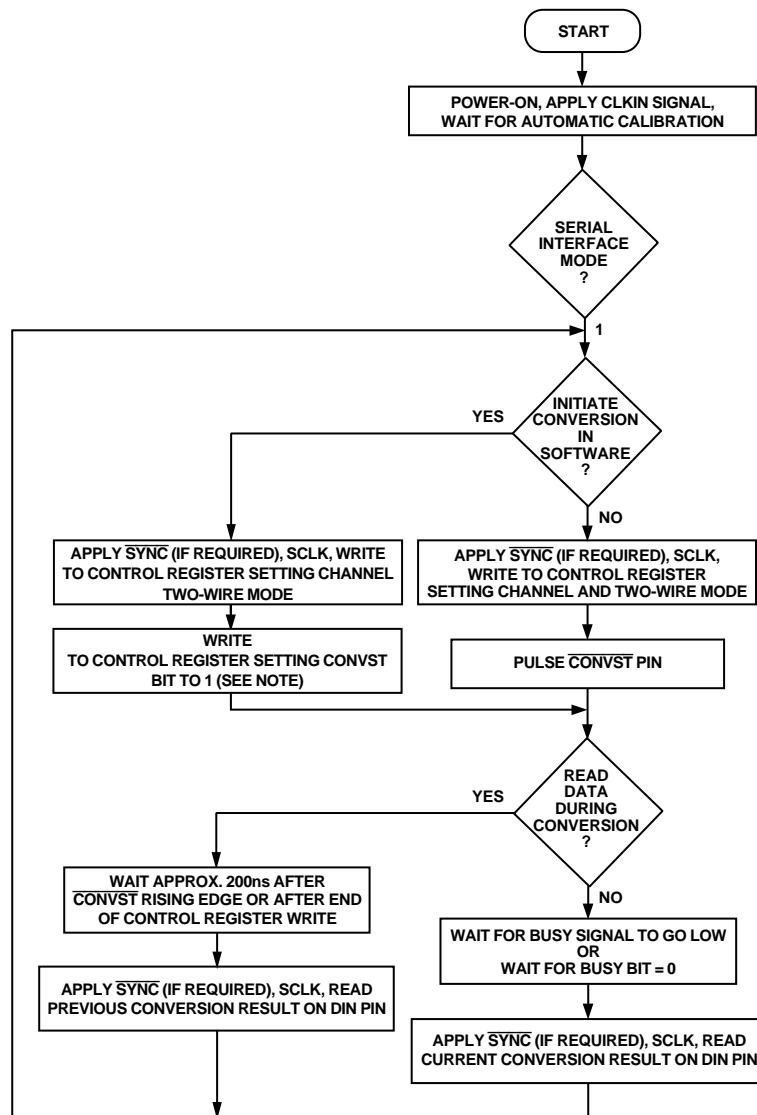 START
POWER-ON, APPLY CLKIN SIGNAL,
WAIT FOR AUTOMATIC CALIBRATION
SERIAL
INTERFACE
MODE
?
1
INITIATE
CONVERSION
IN
SOFTWARE
?
YES
NO
APPLY SYNC (IF REQUIRED), SCLK, WRITE
TO CONTROL REGISTER SETTING CHANNEL
TWO-WIRE MODE
APPLY SYNC (IF REQUIRED), SCLK,
WRITE TO CONTROL REGISTER
SETTING CHANNEL AND TWO-WIRE MODE
WRITE
TO CONTROL REGISTER SETTING CONVST
BIT TO 1 (SEE NOTE)
PULSE CONVST PIN
READ
DATA
DURING
CONVERSION
?
YES
NO
WAIT APPROX. 200ns AFTER
CONVST RISING EDGE OR AFTER END
OF CONTROL REGISTER WRITE
WAIT FOR BUSY SIGNAL TO GO LOW
OR
WAIT FOR BUSY BIT = 0
APPLY SYNC (IF REQUIRED), SCLK, READ
PREVIOUS CONVERSION RESULT ON DIN PIN
APPLY SYNC (IF REQUIRED), SCLK, READ
CURRENT CONVERSION RESULT ON DIN PIN